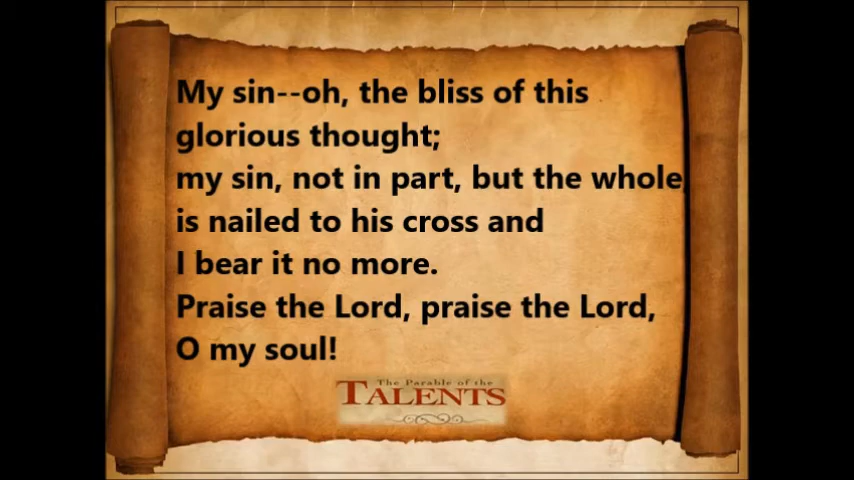 My sin--oh, the bliss of this
glorious thought;
my sin, not in part, but the whole,
is nailed to his cross and
I bear it no more.
Praise the Lord, praise the Lord,
O my soul!
The Parable of the
TALENTS